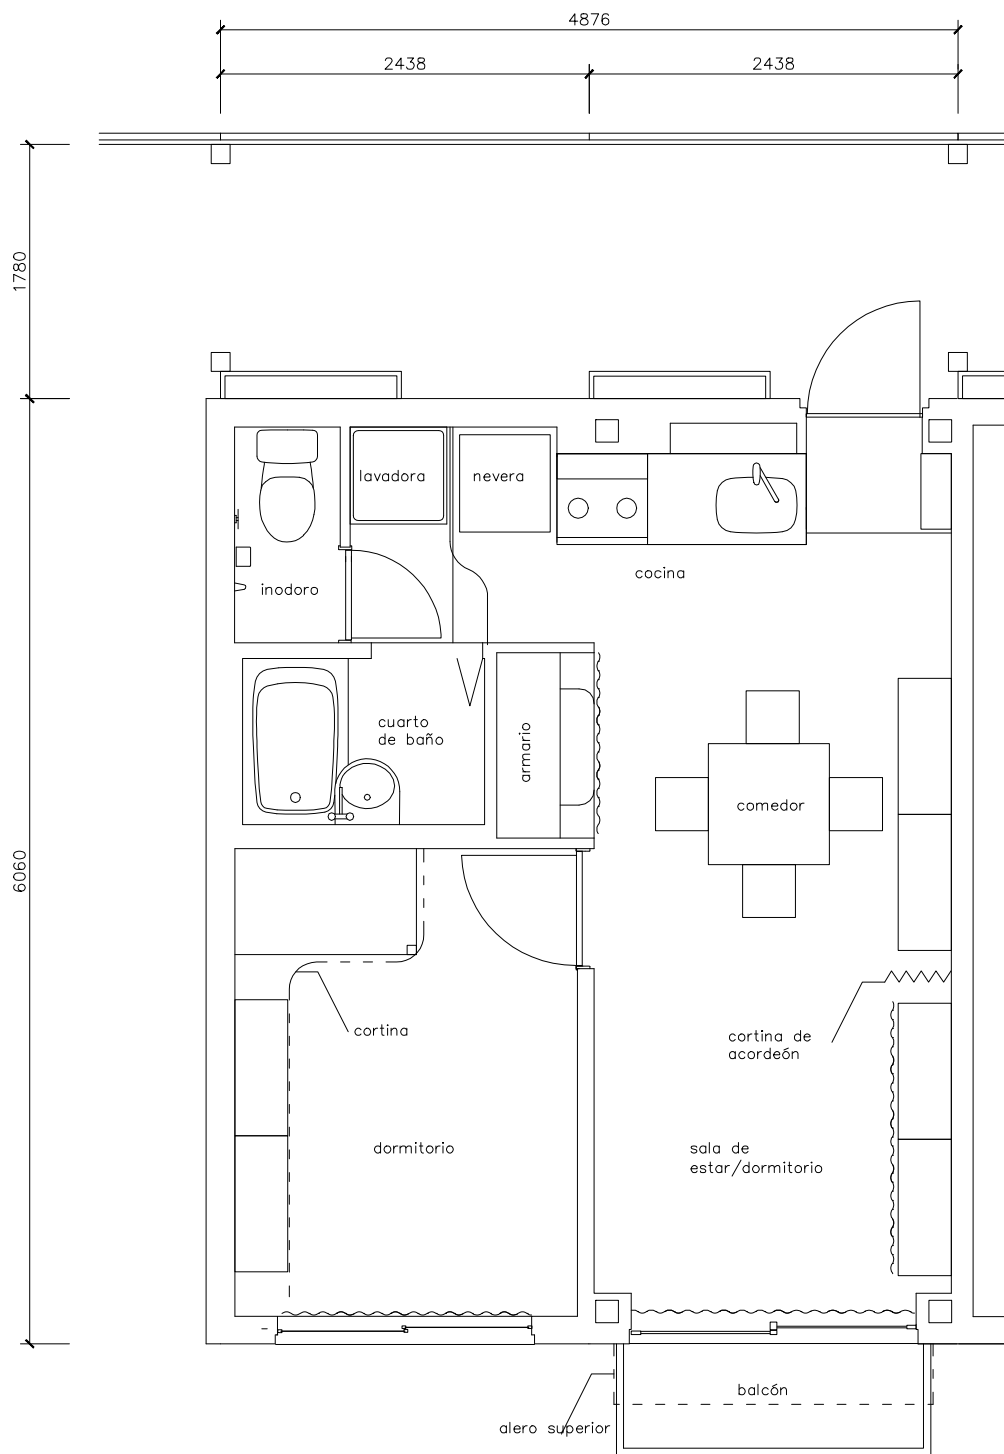 4876
2438
2438
1780
lavadora
nevera
inodoro
cocina
cuarto
de baño
armario
comedor
6060
cortina
cortina de
acordeón
dormitorio
sala de
estar/dormitorio
balcón
alero superior